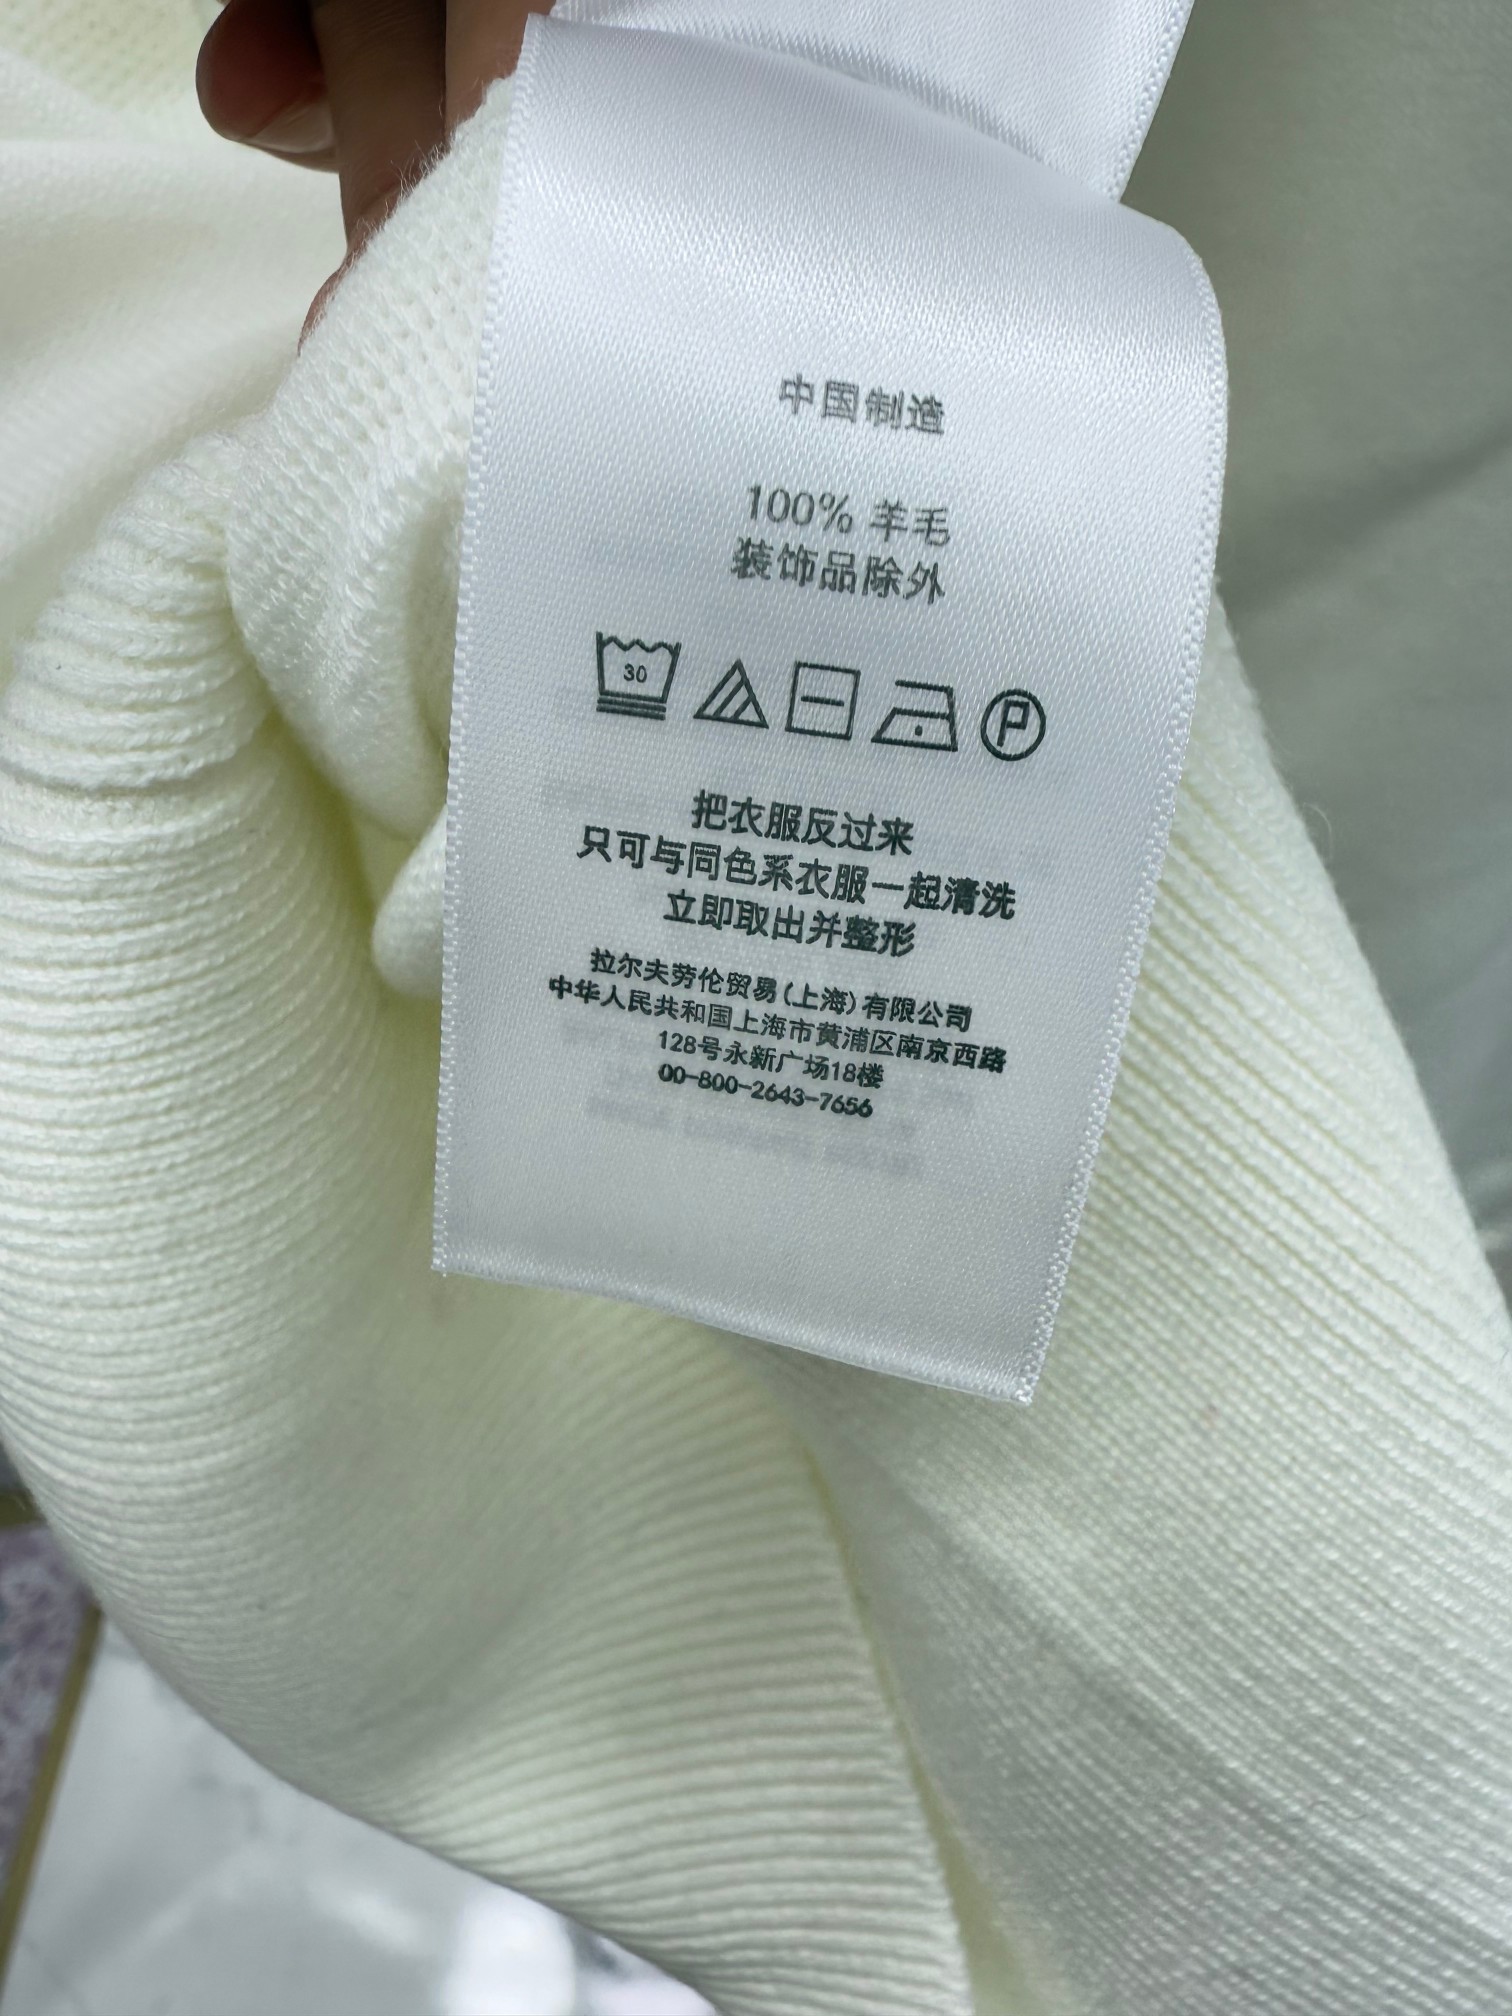 中国制造
100% 羊毛
装饰品除外
30
P
把衣服反过来
只可与同色系衣服一起清洗
立即取出并整形
拉尔夫劳伦贸易(上海)有限公司
中华人民共和国上海市黄浦区南京西路
128号永新广场18楼
00-800-2643-7656